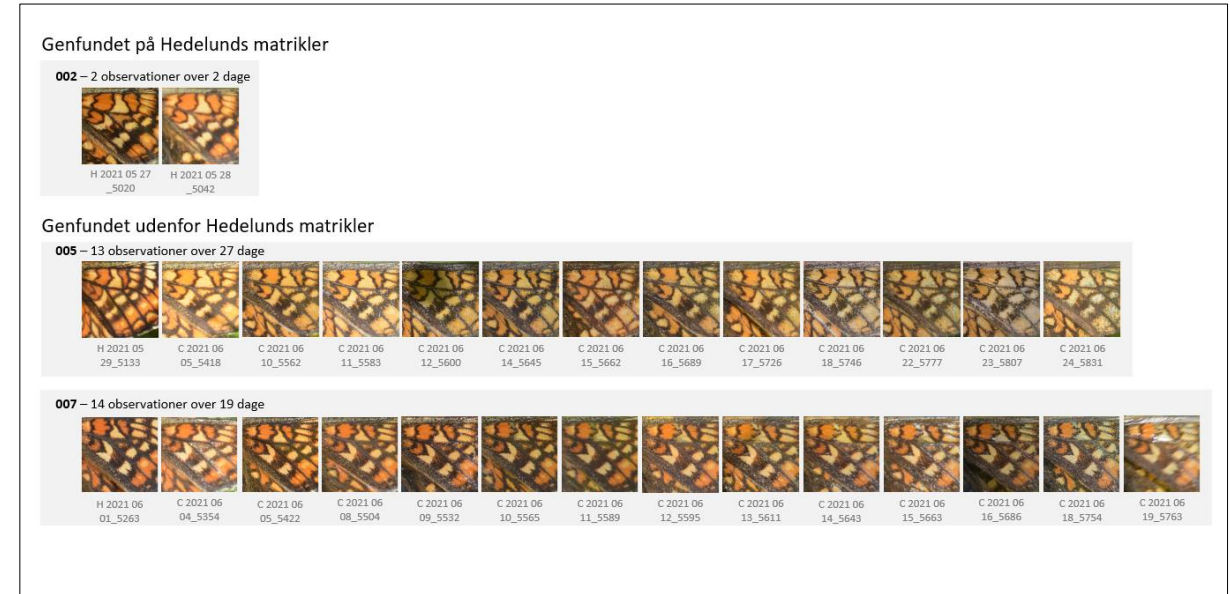 Genfundet på Hedelunds matrikler
002 – 2 observationer over 2 dage
H 2021 05 27 H 2021 05 28
_5020 _5042
Genfundet udenfor Hedelunds matrikler
005 – 13 observationer over 27 dage
H 2021 05 C 2021 06 C 2021 06 C 2021 06 C 2021 06 C 2021 06 C 2021 06 C 2021 06 C 2021 06 C 2021 06 C 2021 06 C 2021 06 C 2021 06
29_5133 05_5418 10_5562 11_5583 12_5600 14_5645 15_5662 16_5689 17_5726 18_5746 22_5777 23_5807 24_5831
007 – 14 observationer over 19 dage
H 2021 06 C 2021 06 C 2021 06 C 2021 06 C 2021 06 C 2021 06 C 2021 06 C 2021 06 C 2021 06 C 2021 06 C 2021 06 C 2021 06 C 2021 06 C 2021 06
01_5263 04_5354 05_5422 08_5504 09_5532 10_5565 11_5589 12_5595 13_5611 14_5643 15_5663 16_5686 18_5754 19_5763